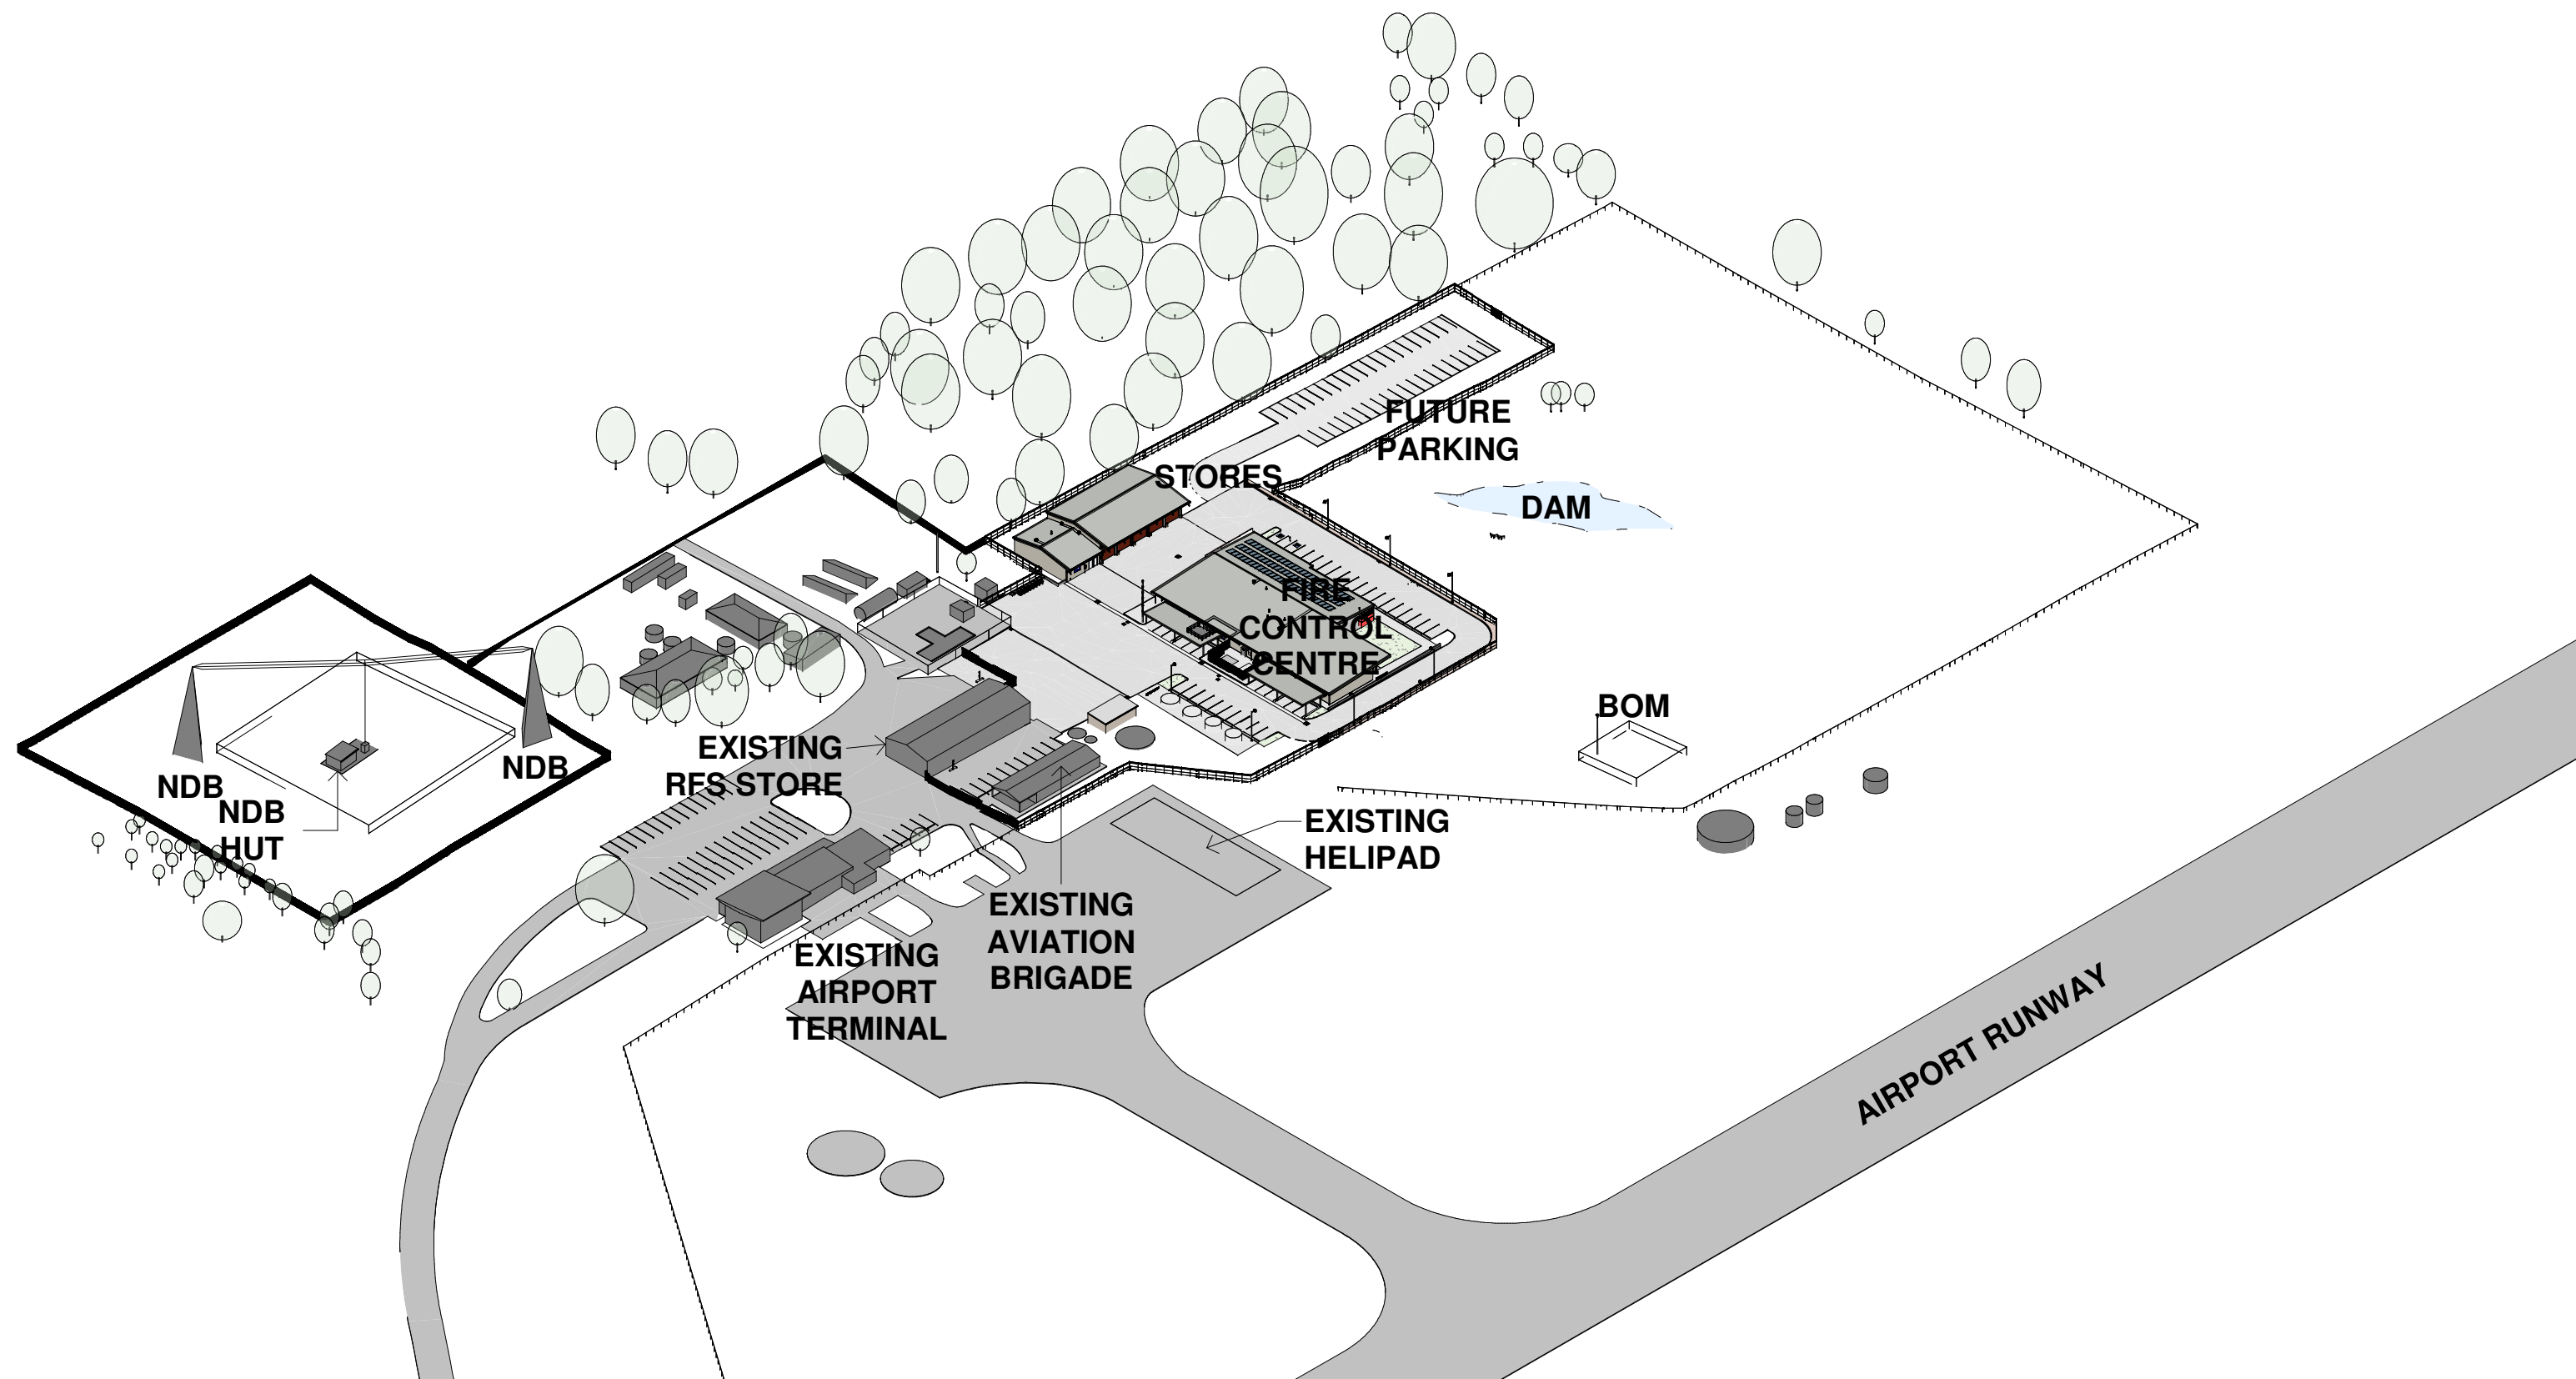 FUTURE
PARKING
STORES
DAM
FIRE
CONTROL
CENTRE
BOM
EXISTING
RFS STORE
NDB
NDB
NDB
HUT
EXISTING
HELIPAD
EXISTING
AVIATION
BRIGADE
EXISTING
AIRPORT
TERMINAL
AIRPORT RUNWAY